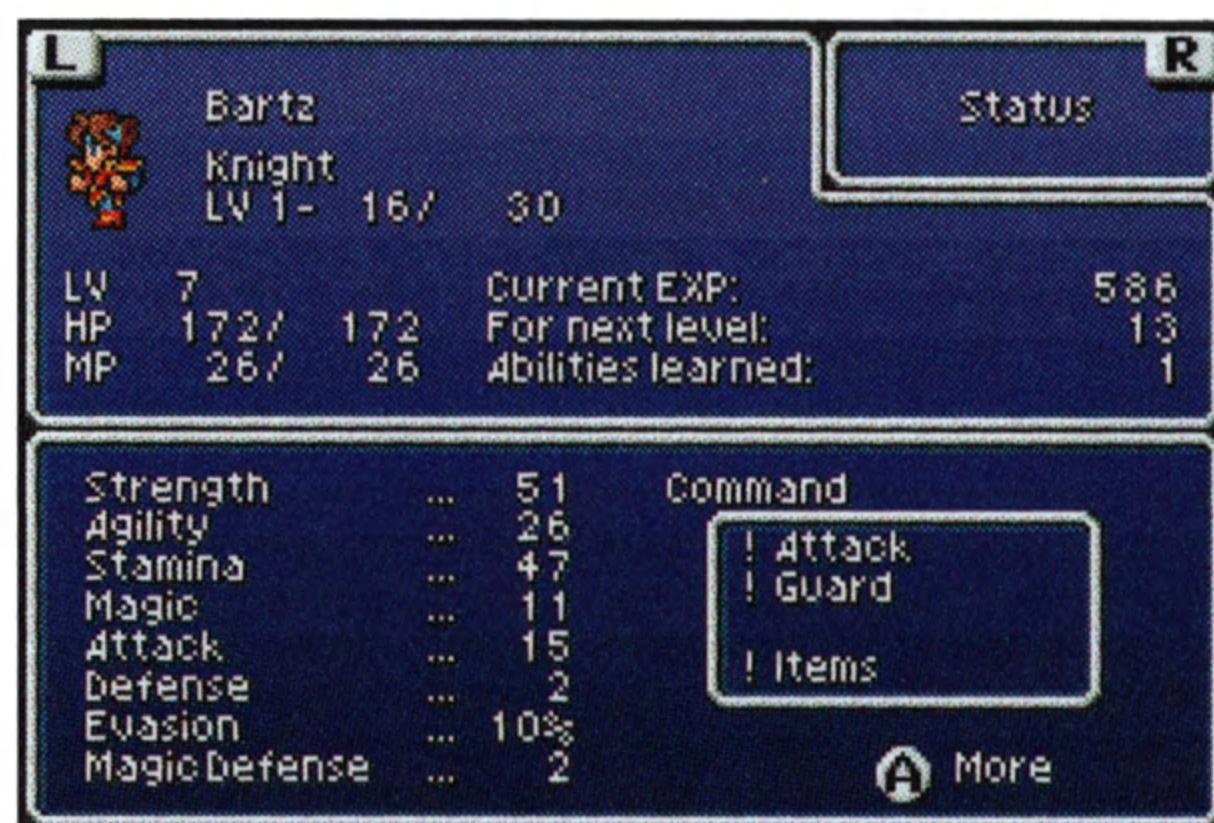 L
R
Bartz
Status
Knight
LV 1- 16/ 30
LV 7
Current EXP: 586
HP 172/ 172
For next level: 13
MP 26/ 26
Abilities learned: 1
Strength ... 51
Agility ... 26
Stamina ... 47
Magic ... 11
Attack ... 15
Defense ... 2
Evasion ... 10%
Magic Defense ... 2
Command
! Attack
! Guard
! Items
A More